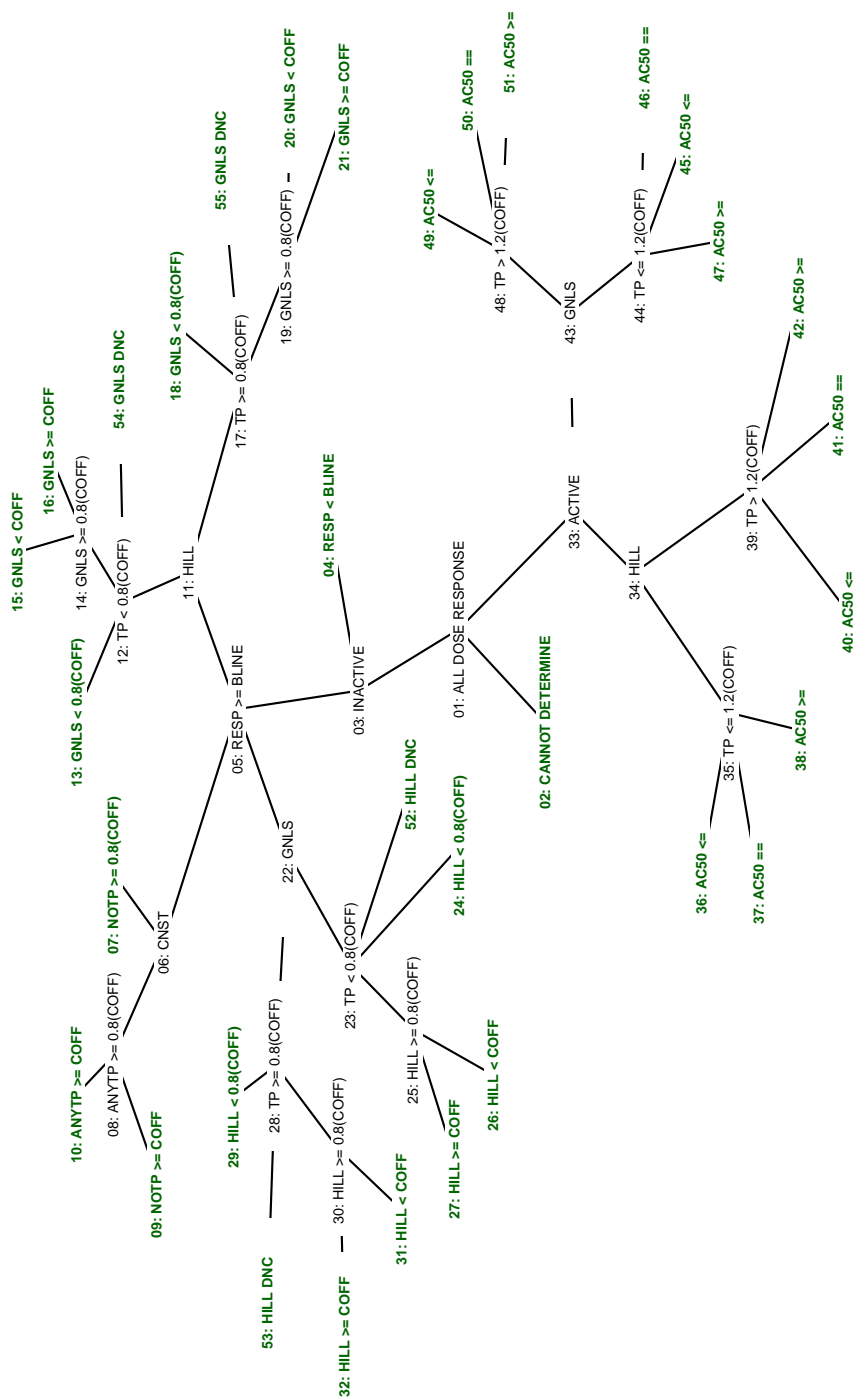 01: ALL DOSE RESPONSE
02: CANNOT DETERMINE
03: INACTIVE
04: RESP < BLINE
05: RESP >= BLINE
06: CNST
07: NOTP >= 0.8(COFF)
08: ANYTP >= 0.8(COFF)
09: NOTP >= COFF
10: ANYTP >= COFF
11: HILL
12: TP < 0.8(COFF)
13: GNLS < 0.8(COFF)
14: GNLS >= 0.8(COFF)
15: GNLS < COFF
16: GNLS >= COFF
17: TP >= 0.8(COFF)
18: GNLS < 0.8(COFF)
19: GNLS >= 0.8(COFF)
20: GNLS < COFF
21: GNLS >= COFF
22: GNLS
23: TP < 0.8(COFF)
24: HILL < 0.8(COFF)
25: HILL >= 0.8(COFF)
26: HILL < COFF
27: HILL >= COFF
28: TP >= 0.8(COFF)
29: HILL < 0.8(COFF)
30: HILL >= 0.8(COFF)
31: HILL < COFF
32: HILL >= COFF
33: ACTIVE
34: HILL
35: TP <= 1.2(COFF)
36: AC50 <=
37: AC50 ==
38: AC50 >=
39: TP > 1.2(COFF)
40: AC50 <=
41: AC50 ==
42: AC50 >=
43: GNLS
44: TP <= 1.2(COFF)
45: AC50 <=
46: AC50 ==
47: AC50 >=
48: TP > 1.2(COFF)
49: AC50 <=
50: AC50 ==
51: AC50 >=
52: HILL DNC
53: HILL DNC
54: GNLS DNC
55: GNLS DNC